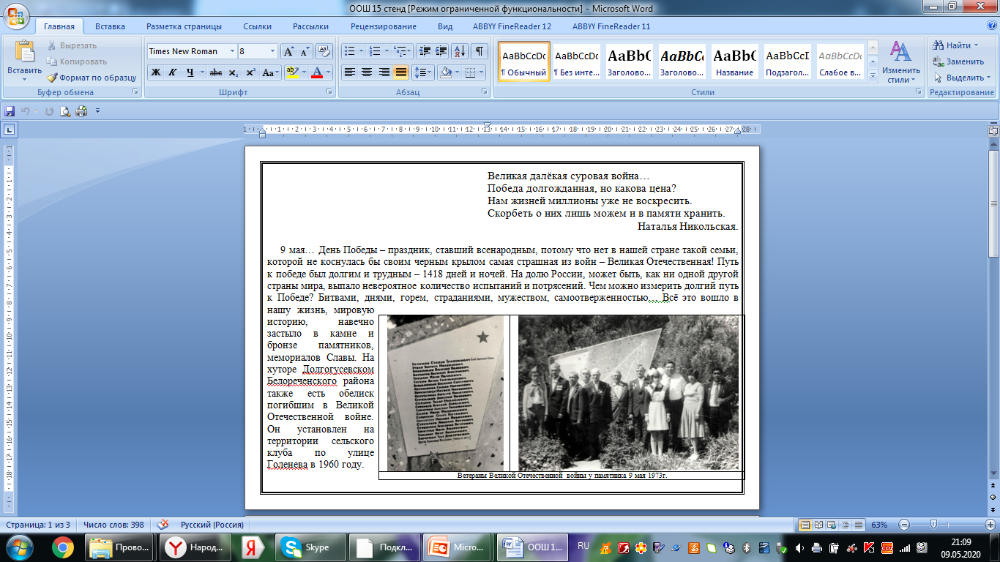 ООШ 15 стенд [Режим ограниченной функциональности] - Microsoft Word
Главная Вставка Разметка страницы Ссылки Рассылки Рецензирование Вид ABBYY FineReader 12 ABBYY FineReader 11
Вставить
Вырезать
Копировать
Формат по образцу
Буфер обмена
Times New Roman 8
Ж К Ч abc x₂ x² Aa
Шрифт
Абзац
AaBbCcDc AaBbCcDc AaBbC AaBbCc AaBbC AaBbCcI AaBbCcDc
¶ Обычный ¶ Без инте... Заголово... Заголово... Название Подзагол... Слабое в...
Изменить стили
Стили
Найти
Заменить
Выделить
Редактирование
Великая далёкая суровая война…
Победа долгожданная, но какова цена?
Нам жизней миллионы уже не воскресить.
Скорбеть о них лишь можем и в памяти хранить.
Наталья Никольская.
9 мая… День Победы – праздник, ставший всенародным, потому что нет в нашей стране такой семьи,
которой не коснулась бы своим черным крылом самая страшная из войн – Великая Отечественная! Путь
к победе был долгим и трудным – 1418 дней и ночей. На долю России, может быть, как ни одной другой
страны мира, выпало невероятное количество испытаний и потрясений. Чем можно измерить долгий путь
к Победе? Битвами, днями, горем, страданиями, мужеством, самоотверженностью… Всё это вошло в
нашу жизнь, мировую
историю, навечно
застыло в камне и
бронзе памятников,
мемориалов Славы. На
хуторе Долгогусевском
Белореченского района
также есть обелиск
погибшим в Великой
Отечественной войне.
Он установлен на
территории сельского
клуба по улице
Голенева в 1960 году.
Ветераны Великой Отечественной войны у памятника 9 мая 1973г.
Страница: 1 из 3 Число слов: 398 Русский (Россия) 63%
Прово... Народ... Skype Подкл... Micro... ООШ 1... RU 21:09
09.05.2020